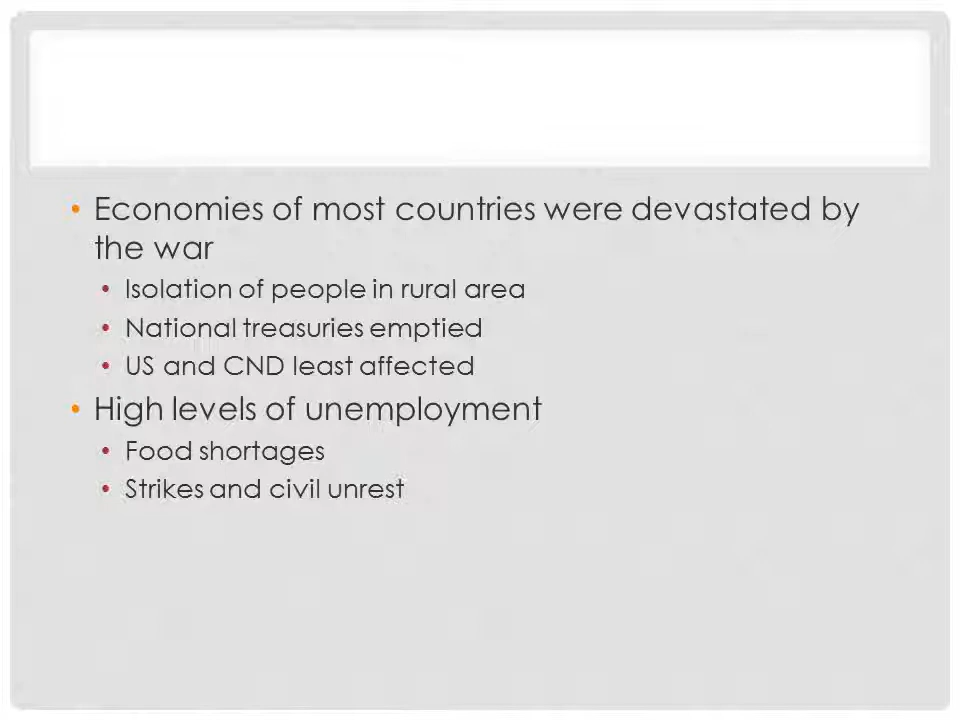 • Economies of most countries were devastated by
the war
• Isolation of people in rural area
• National treasuries emptied
• US and CND least affected
• High levels of unemployment
• Food shortages
• Strikes and civil unrest